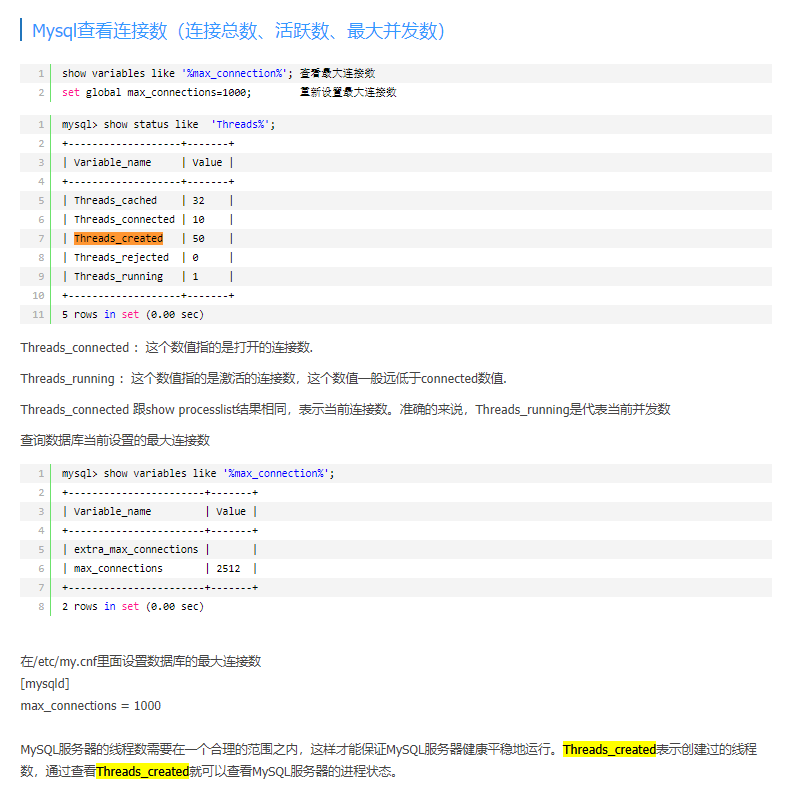 Mysql查看连接数（连接总数、活跃数、最大并发数）
1 show variables like '%max_connection%'; 查看最大连接数
2 set global max_connections=1000;        重新设置最大连接数
1 mysql> show status like  'Threads%';
2 +-------------------+-------+
3 | Variable_name     | Value |
4 +-------------------+-------+
5 | Threads_cached    | 32    |
6 | Threads_connected | 10    |
7 | Threads_created   | 50    |
8 | Threads_rejected  | 0     |
9 | Threads_running   | 1     |
10 +-------------------+-------+
11 5 rows in set (0.00 sec)
Threads_connected ：这个数值指的是打开的连接数.
Threads_running ：这个数值指的是激活的连接数，这个数值一般远低于connected数值.
Threads_connected 跟show processlist结果相同，表示当前连接数。准确的来说，Threads_running是代表当前并发数
查询数据库当前设置的最大连接数
1 mysql> show variables like '%max_connection%';
2 +-----------------------+-------+
3 | Variable_name         | Value |
4 +-----------------------+-------+
5 | extra_max_connections |       |
6 | max_connections       | 2512  |
7 +-----------------------+-------+
8 2 rows in set (0.00 sec)
在/etc/my.cnf里面设置数据库的最大连接数
[mysqld]
max_connections = 1000
MySQL服务器的线程数需要在一个合理的范围之内，这样才能保证MySQL服务器健康平稳地运行。Threads_created表示创建过的线程
数，通过查看Threads_created就可以查看MySQL服务器的进程状态。